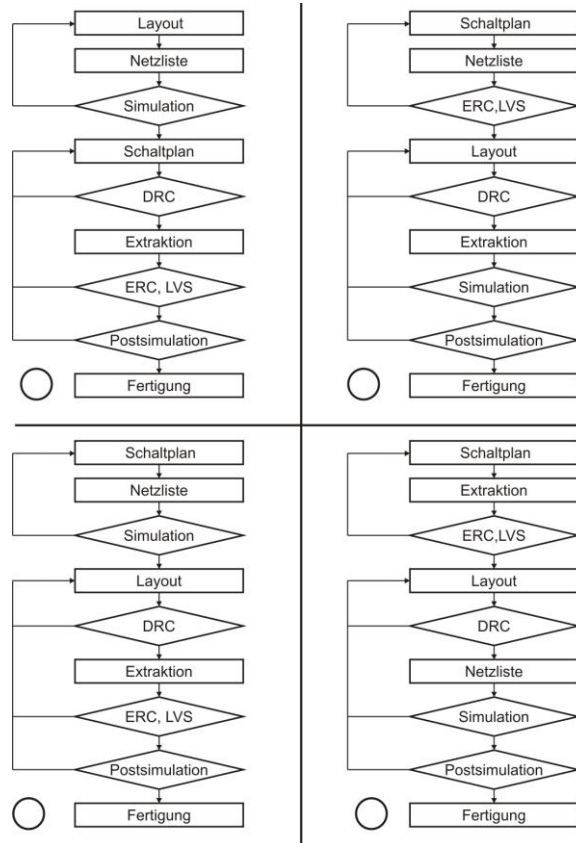 Layout
Netzliste
Simulation
Schaltplan
DRC
Extraktion
ERC, LVS
Postsimulation
Fertigung
Schaltplan
Netzliste
ERC,LVS
Layout
DRC
Extraktion
Simulation
Postsimulation
Fertigung
Schaltplan
Netzliste
Simulation
Layout
DRC
Extraktion
ERC, LVS
Postsimulation
Fertigung
Schaltplan
Extraktion
ERC,LVS
Layout
DRC
Netzliste
Simulation
Postsimulation
Fertigung